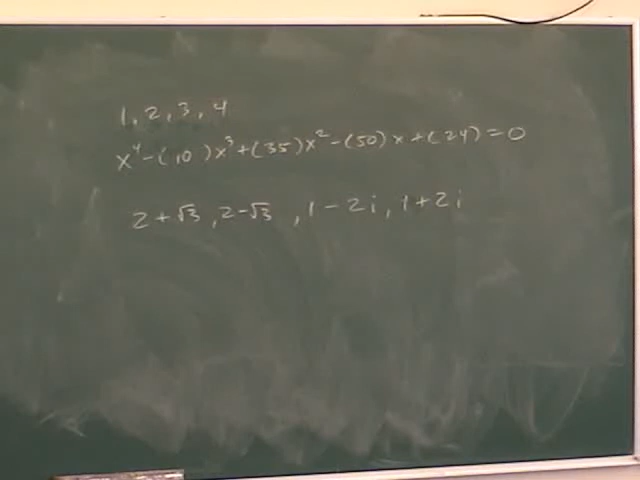 1, 2, 3, 4
x⁴-(10)x³+(35)x²-(50)x+(24)=0
2+√3, 2-√3, 1-2i, 1+2i